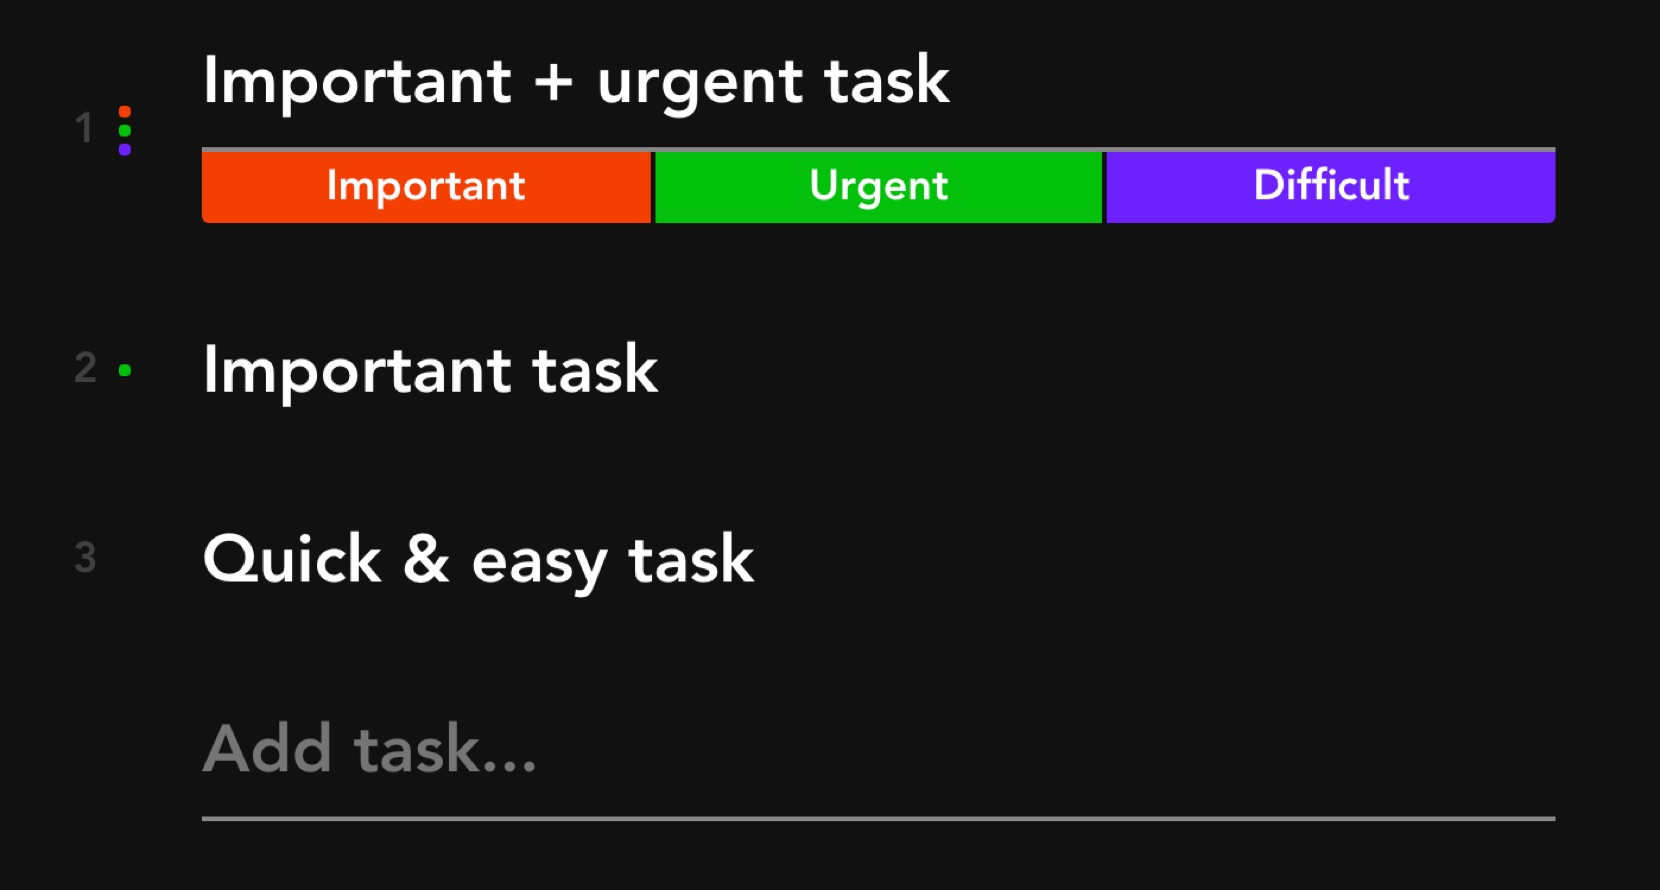 Important + urgent task
1
Important Urgent Difficult
2 Important task
3 Quick & easy task
Add task...